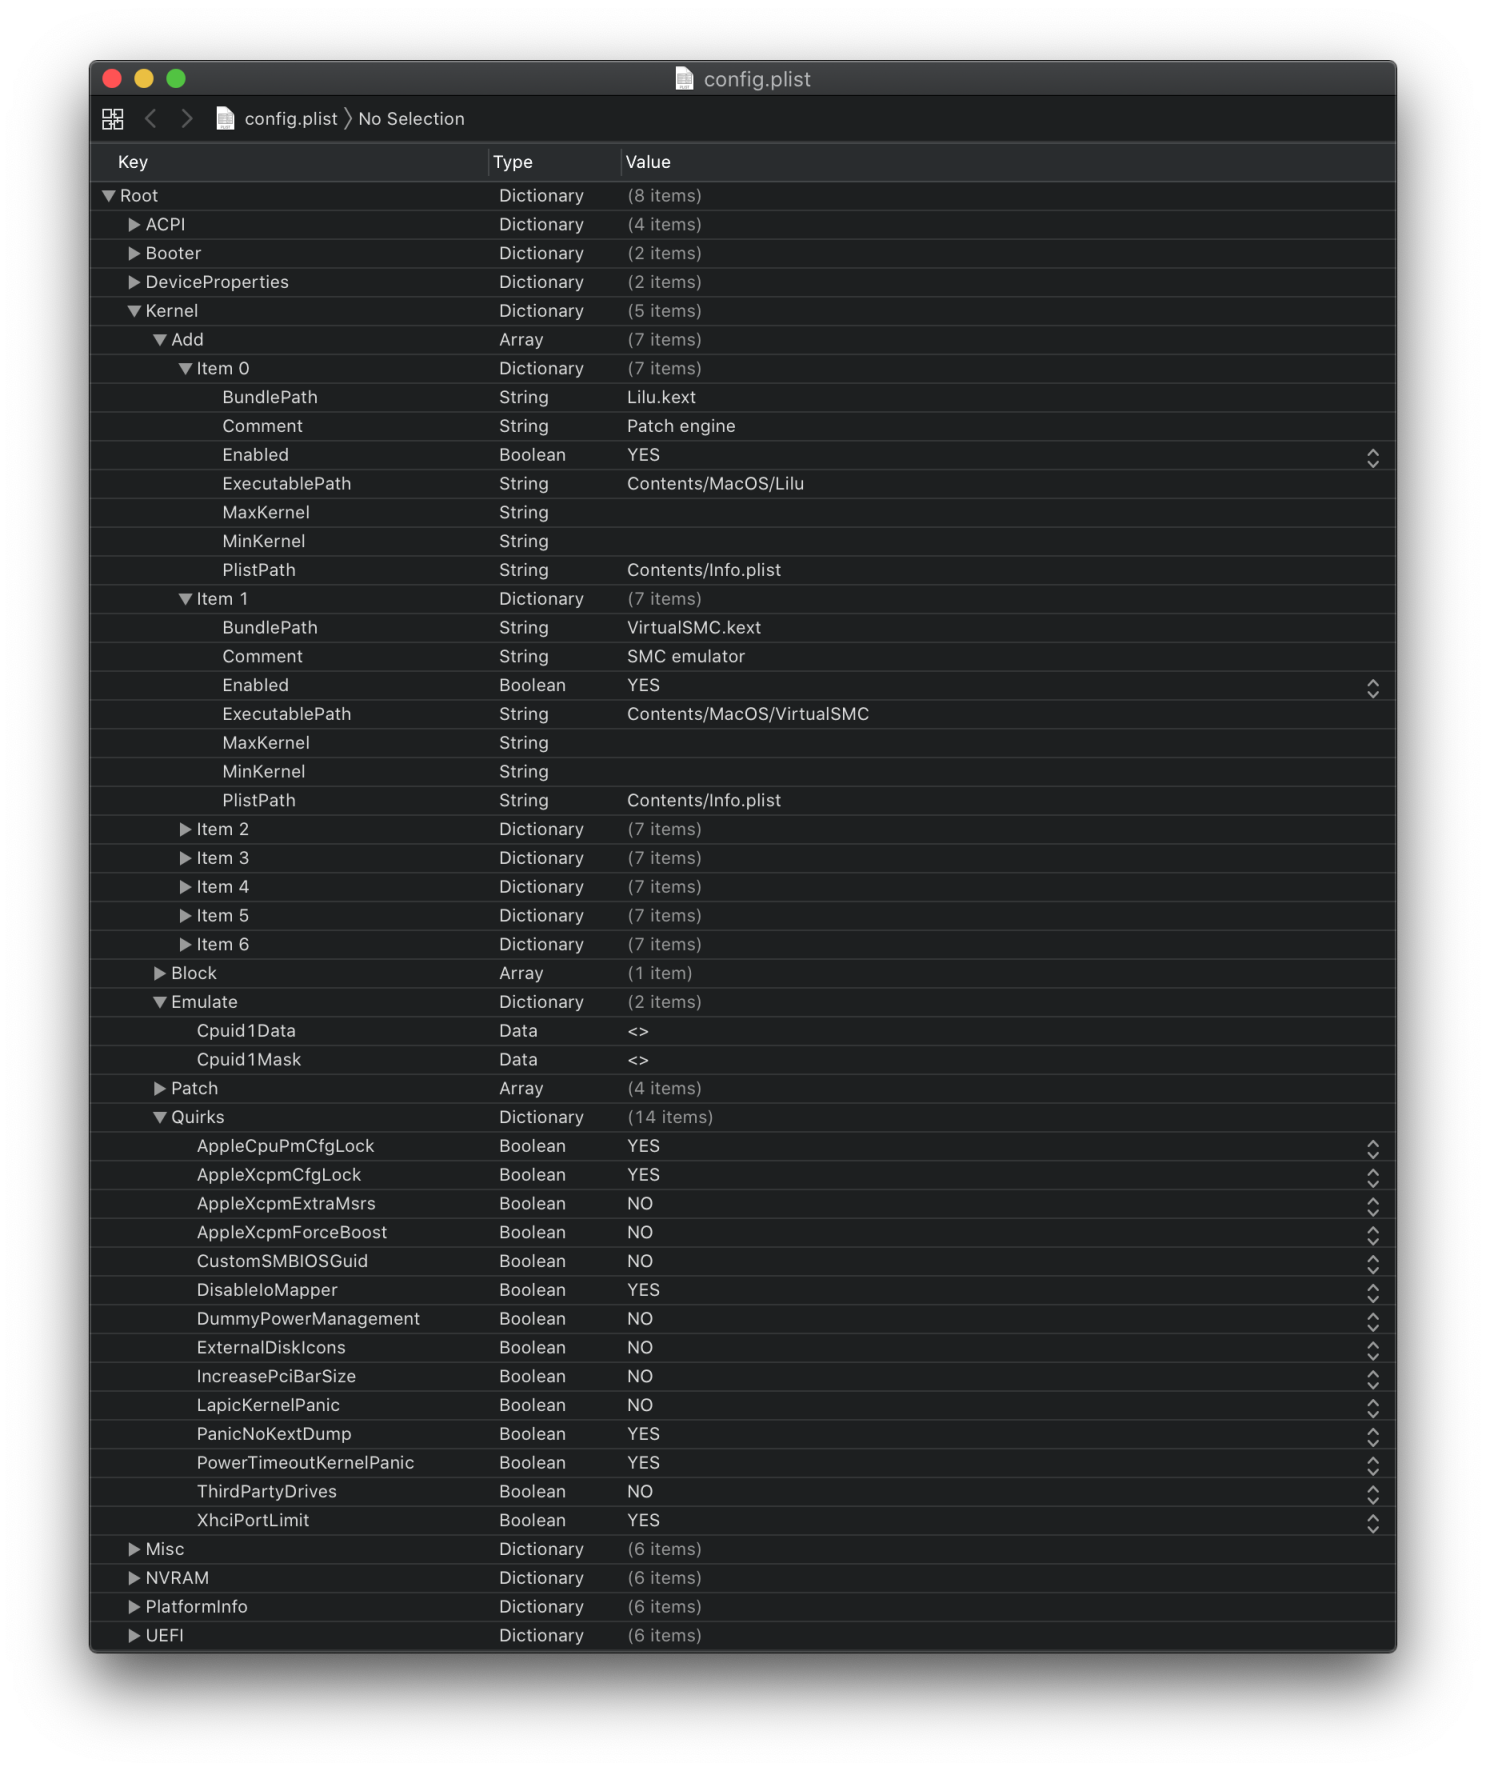 config.plist
config.plist 〉 No Selection
Key Type Value
Root Dictionary (8 items)
ACPI Dictionary (4 items)
Booter Dictionary (2 items)
DeviceProperties Dictionary (2 items)
Kernel Dictionary (5 items)
Add Array (7 items)
Item 0 Dictionary (7 items)
BundlePath String Lilu.kext
Comment String Patch engine
Enabled Boolean YES
ExecutablePath String Contents/MacOS/Lilu
MaxKernel String
MinKernel String
PlistPath String Contents/Info.plist
Item 1 Dictionary (7 items)
BundlePath String VirtualSMC.kext
Comment String SMC emulator
Enabled Boolean YES
ExecutablePath String Contents/MacOS/VirtualSMC
MaxKernel String
MinKernel String
PlistPath String Contents/Info.plist
Item 2 Dictionary (7 items)
Item 3 Dictionary (7 items)
Item 4 Dictionary (7 items)
Item 5 Dictionary (7 items)
Item 6 Dictionary (7 items)
Block Array (1 item)
Emulate Dictionary (2 items)
Cpuid1Data Data <>
Cpuid1Mask Data <>
Patch Array (4 items)
Quirks Dictionary (14 items)
AppleCpuPmCfgLock Boolean YES
AppleXcpmCfgLock Boolean YES
AppleXcpmExtraMsrs Boolean NO
AppleXcpmForceBoost Boolean NO
CustomSMBIOSGuid Boolean NO
DisableIoMapper Boolean YES
DummyPowerManagement Boolean NO
ExternalDiskIcons Boolean NO
IncreasePciBarSize Boolean NO
LapicKernelPanic Boolean NO
PanicNoKextDump Boolean YES
PowerTimeoutKernelPanic Boolean YES
ThirdPartyDrives Boolean NO
XhciPortLimit Boolean YES
Misc Dictionary (6 items)
NVRAM Dictionary (6 items)
PlatformInfo Dictionary (6 items)
UEFI Dictionary (6 items)